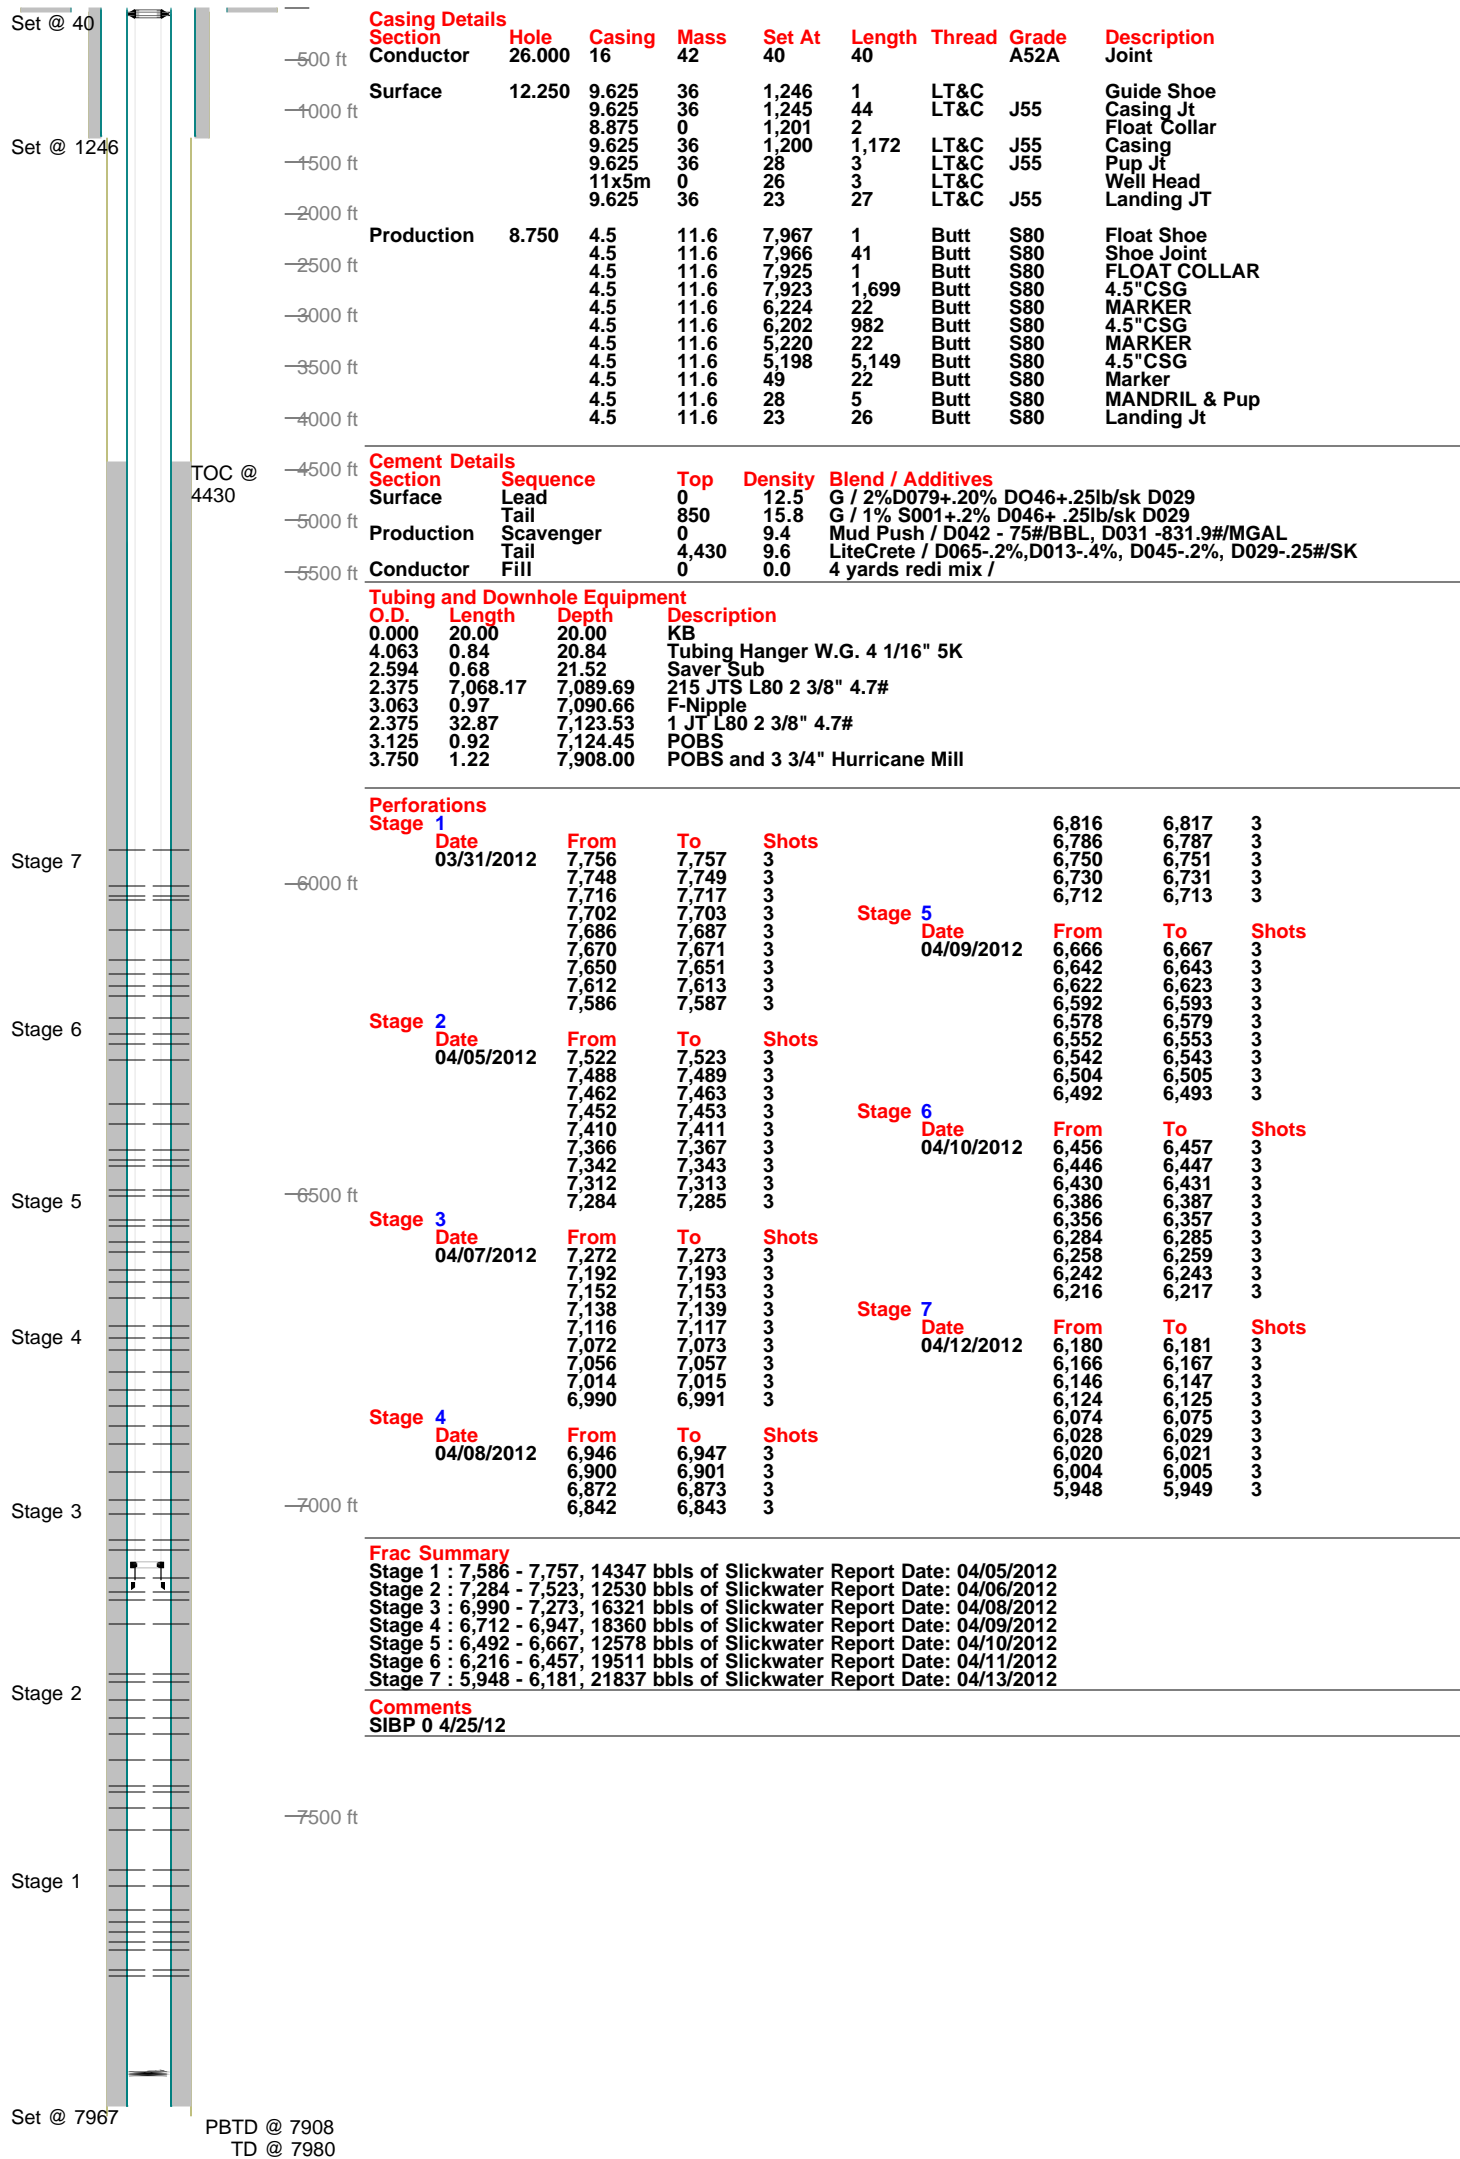 Set @ 40
Set @ 1246
TOC @
4430
Stage 7
Stage 6
Stage 5
Stage 4
Stage 3
Stage 2
Stage 1
Set @ 7967
PBTD @ 7908
TD @ 7980
500 ft
1000 ft
1500 ft
2000 ft
2500 ft
3000 ft
3500 ft
4000 ft
4500 ft
5000 ft
5500 ft
6000 ft
6500 ft
7000 ft
7500 ft
Casing Details
Section Hole Casing Mass Set At Length Thread Grade Description
Conductor 26.000 16 42 40 40 A52A Joint
Surface 12.250 9.625 36 1,246 1 LT&C Guide Shoe
9.625 36 1,245 44 LT&C J55 Casing Jt
8.875 0 1,201 2 Float Collar
9.625 36 1,200 1,172 LT&C J55 Casing
9.625 36 28 3 LT&C J55 Pup Jt
11x5m 0 26 3 LT&C Well Head
9.625 36 23 27 LT&C J55 Landing JT
Production 8.750 4.5 11.6 7,967 1 Butt S80 Float Shoe
4.5 11.6 7,966 41 Butt S80 Shoe Joint
4.5 11.6 7,925 1 Butt S80 FLOAT COLLAR
4.5 11.6 7,923 1,699 Butt S80 4.5"CSG
4.5 11.6 6,224 22 Butt S80 MARKER
4.5 11.6 6,202 982 Butt S80 4.5"CSG
4.5 11.6 5,220 22 Butt S80 MARKER
4.5 11.6 5,198 5,149 Butt S80 4.5"CSG
4.5 11.6 49 22 Butt S80 Marker
4.5 11.6 28 5 Butt S80 MANDRIL & Pup
4.5 11.6 23 26 Butt S80 Landing Jt
Cement Details
Section Sequence Top Density Blend / Additives
Surface Lead 0 12.5 G / 2%D079+.20% DO46+.25lb/sk D029
Tail 850 15.8 G / 1% S001+.2% D046+ .25lb/sk D029
Production Scavenger 0 9.4 Mud Push / D042 - 75#/BBL, D031 -831.9#/MGAL
Tail 4,430 9.6 LiteCrete / D065-.2%,D013-.4%, D045-.2%, D029-.25#/SK
Conductor Fill 0 0.0 4 yards redi mix /
Tubing and Downhole Equipment
O.D. Length Depth Description
0.000 20.00 20.00 KB
4.063 0.84 20.84 Tubing Hanger W.G. 4 1/16" 5K
2.594 0.68 21.52 Saver Sub
2.375 7,068.17 7,089.69 215 JTS L80 2 3/8" 4.7#
3.063 0.97 7,090.66 F-Nipple
2.375 32.87 7,123.53 1 JT L80 2 3/8" 4.7#
3.125 0.92 7,124.45 POBS
3.750 1.22 7,908.00 POBS and 3 3/4" Hurricane Mill
Perforations
Stage 1
Date From To Shots
03/31/2012 7,756 7,757 3
7,748 7,749 3
7,716 7,717 3
7,702 7,703 3
7,686 7,687 3
7,670 7,671 3
7,650 7,651 3
7,612 7,613 3
7,586 7,587 3
Stage 2
Date From To Shots
04/05/2012 7,522 7,523 3
7,488 7,489 3
7,462 7,463 3
7,452 7,453 3
7,410 7,411 3
7,366 7,367 3
7,342 7,343 3
7,312 7,313 3
7,284 7,285 3
Stage 3
Date From To Shots
04/07/2012 7,272 7,273 3
7,192 7,193 3
7,152 7,153 3
7,138 7,139 3
7,116 7,117 3
7,072 7,073 3
7,056 7,057 3
7,014 7,015 3
6,990 6,991 3
Stage 4
Date From To Shots
04/08/2012 6,946 6,947 3
6,900 6,901 3
6,872 6,873 3
6,842 6,843 3
6,816 6,817 3
6,786 6,787 3
6,750 6,751 3
6,730 6,731 3
6,712 6,713 3
Stage 5
Date From To Shots
04/09/2012 6,666 6,667 3
6,642 6,643 3
6,622 6,623 3
6,592 6,593 3
6,578 6,579 3
6,552 6,553 3
6,542 6,543 3
6,504 6,505 3
6,492 6,493 3
Stage 6
Date From To Shots
04/10/2012 6,456 6,457 3
6,446 6,447 3
6,430 6,431 3
6,386 6,387 3
6,356 6,357 3
6,284 6,285 3
6,258 6,259 3
6,242 6,243 3
6,216 6,217 3
Stage 7
Date From To Shots
04/12/2012 6,180 6,181 3
6,166 6,167 3
6,146 6,147 3
6,124 6,125 3
6,074 6,075 3
6,028 6,029 3
6,020 6,021 3
6,004 6,005 3
5,948 5,949 3
Frac Summary
Stage 1 : 7,586 - 7,757, 14347 bbls of Slickwater Report Date: 04/05/2012
Stage 2 : 7,284 - 7,523, 12530 bbls of Slickwater Report Date: 04/06/2012
Stage 3 : 6,990 - 7,273, 16321 bbls of Slickwater Report Date: 04/08/2012
Stage 4 : 6,712 - 6,947, 18360 bbls of Slickwater Report Date: 04/09/2012
Stage 5 : 6,492 - 6,667, 12578 bbls of Slickwater Report Date: 04/10/2012
Stage 6 : 6,216 - 6,457, 19511 bbls of Slickwater Report Date: 04/11/2012
Stage 7 : 5,948 - 6,181, 21837 bbls of Slickwater Report Date: 04/13/2012
Comments
SIBP 0 4/25/12